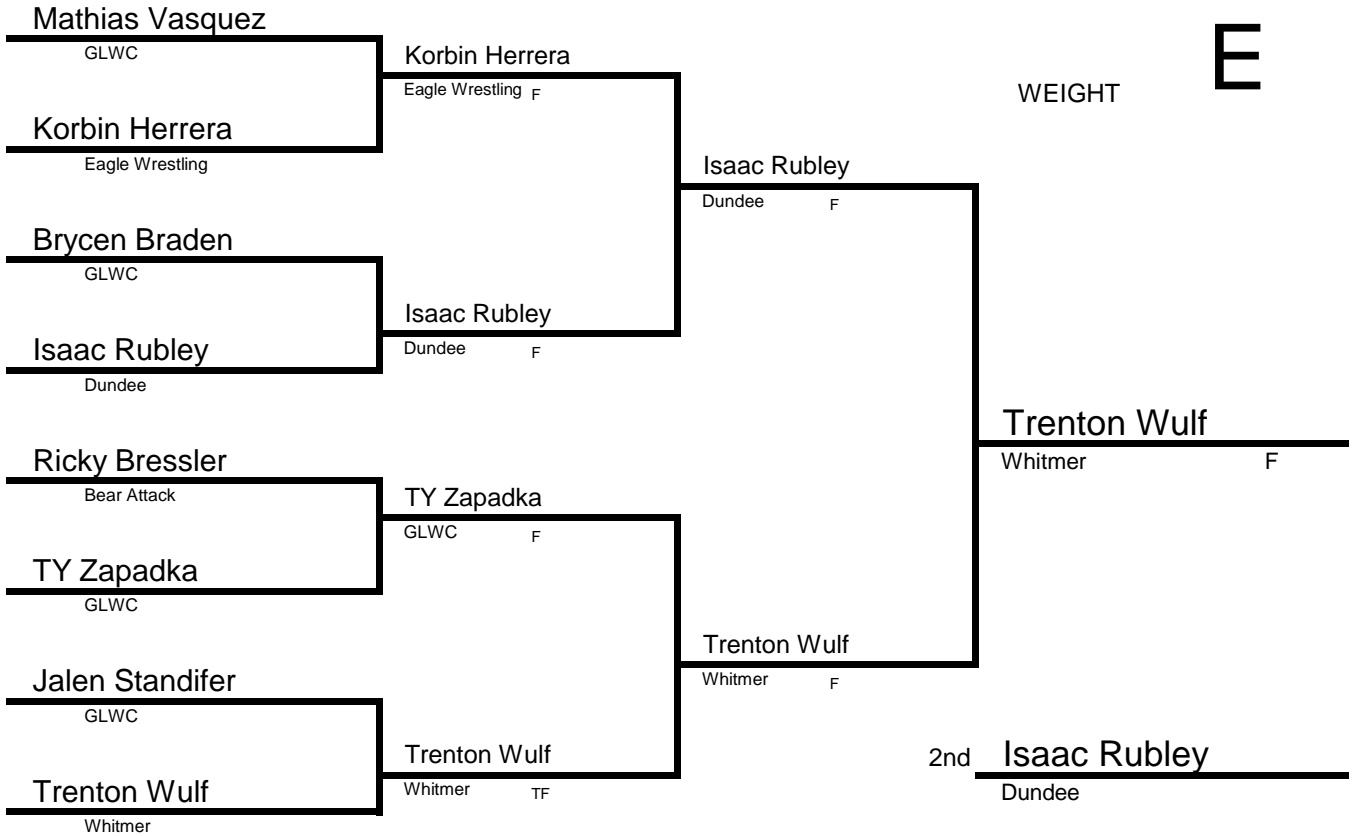 Mathias Vasquez
GLWC
Korbin Herrera
Eagle Wrestling F
E
WEIGHT
Korbin Herrera
Eagle Wrestling
Isaac Rubley
Dundee F
Brycen Braden
GLWC
Isaac Rubley
Dundee F
Isaac Rubley
Dundee
Trenton Wulf
Whitmer F
Ricky Bressler
Bear Attack
TY Zapadka
GLWC F
TY Zapadka
GLWC
Trenton Wulf
Whitmer F
Jalen Standifer
GLWC
Trenton Wulf
Whitmer TF
2nd Isaac Rubley
Dundee
Trenton Wulf
Whitmer